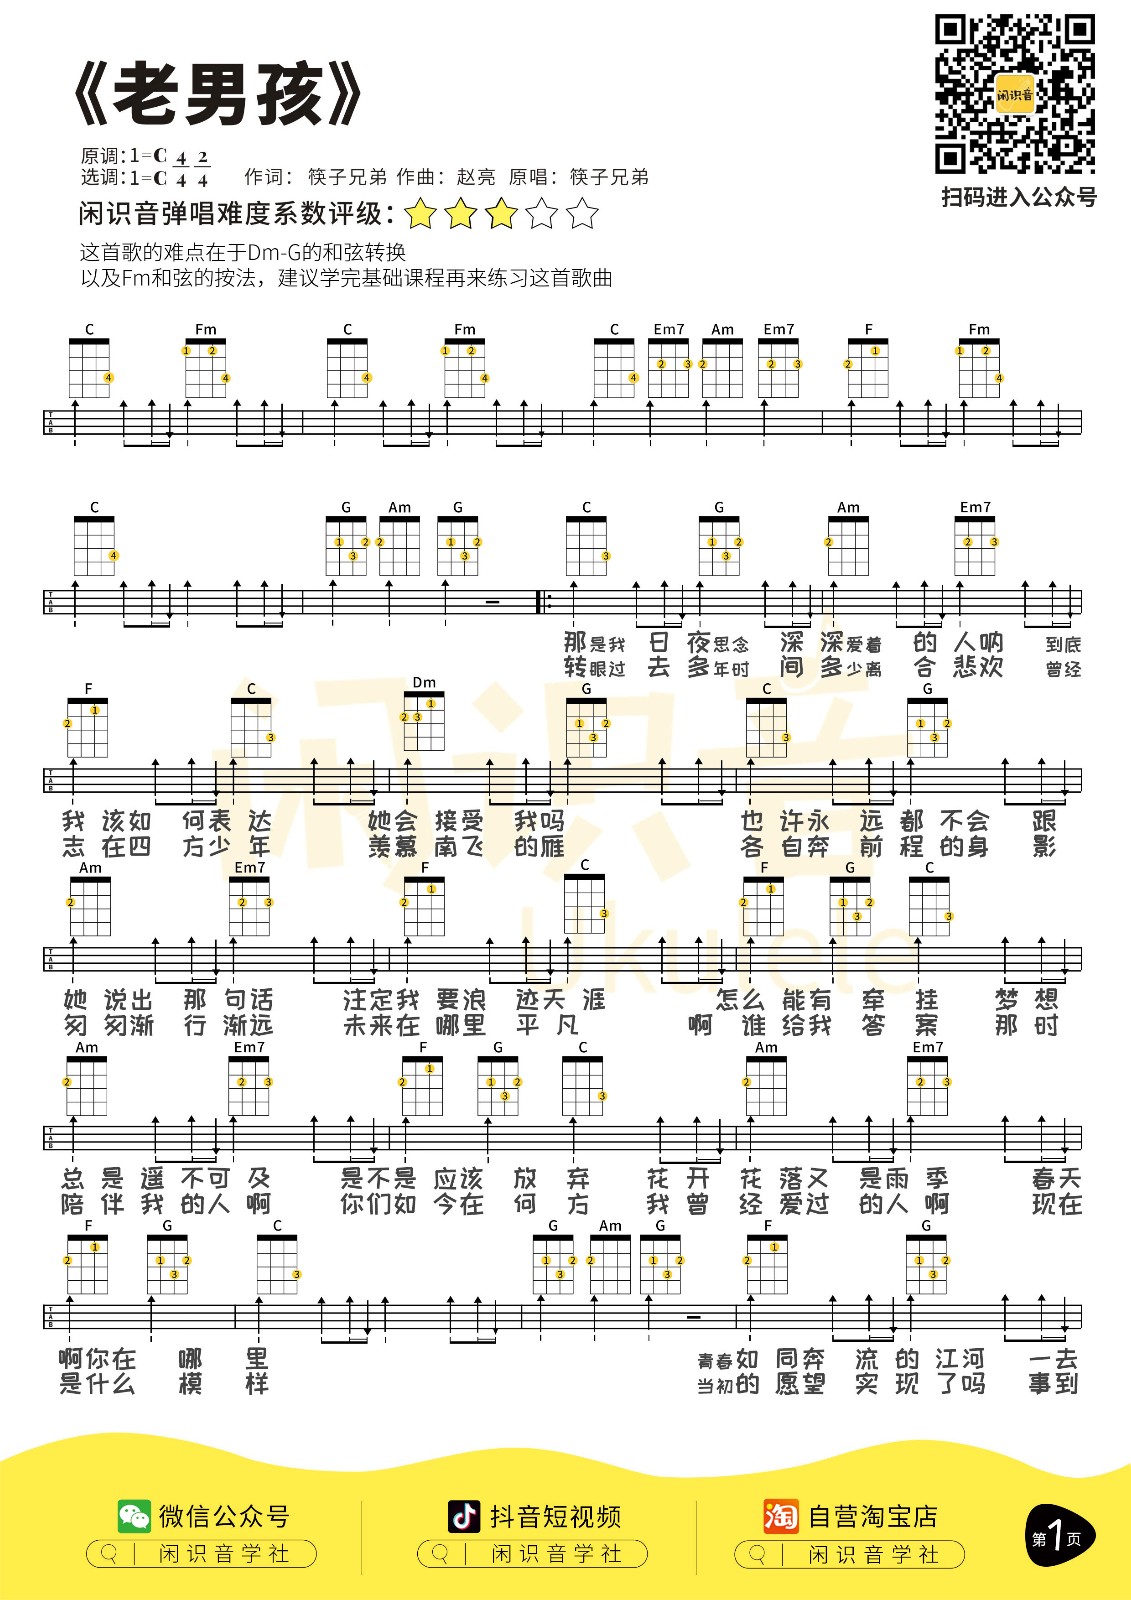 《老男孩》
闲识音
扫码进入公众号
原调：1=C 4/4 2/4
选调：1=C 作词： 筷子兄弟 作曲：赵亮 原唱：筷子兄弟
闲识音弹唱难度系数评级：
这首歌的难点在于Dm-G的和弦转换
以及Fm和弦的按法，建议学完基础课程再来练习这首歌曲
C Fm C Fm C Em7 Am Em7 F Fm
C G Am G C G Am Em7
那是我 日 夜思念 深 深爱着 的 人呐 到底
转眼过 去 多年时 间 多少离 合 悲欢 曾经
F C Dm G C G
我 该如 何表 达 她会 接受 我吗 也 许永 远 都 不会 跟
志 在四 方少 年 羡慕 南飞 的雁 各 自奔 前 程 的身 影
Am Em7 F C F G C
她 说出 那 句话 注定我 要浪 迹天 涯 怎么 能有 牵 挂 梦 想
匆 匆渐 行 渐远 未来在 哪里 平 凡 啊 谁 给我 答 案 那 时
Am Em7 F G C Am Em7
总 是 遥 不可 及 是不是 应该 放 弃 花 开 花 落又 是雨 季 春天
陪 伴 我 的人 啊 你们如 今在 何 方 我 曾 经 爱过 的人 啊 现在
F G C G Am G F G
啊你在 哪 里 青春如 同奔 流 的 江河 一去
是什么 模 样 当初的 愿望 实 现 了吗 事到
闲识音
Ukulele
微信公众号 抖音短视频 自营淘宝店
闲识音学社 闲识音学社 闲识音学社
第1页